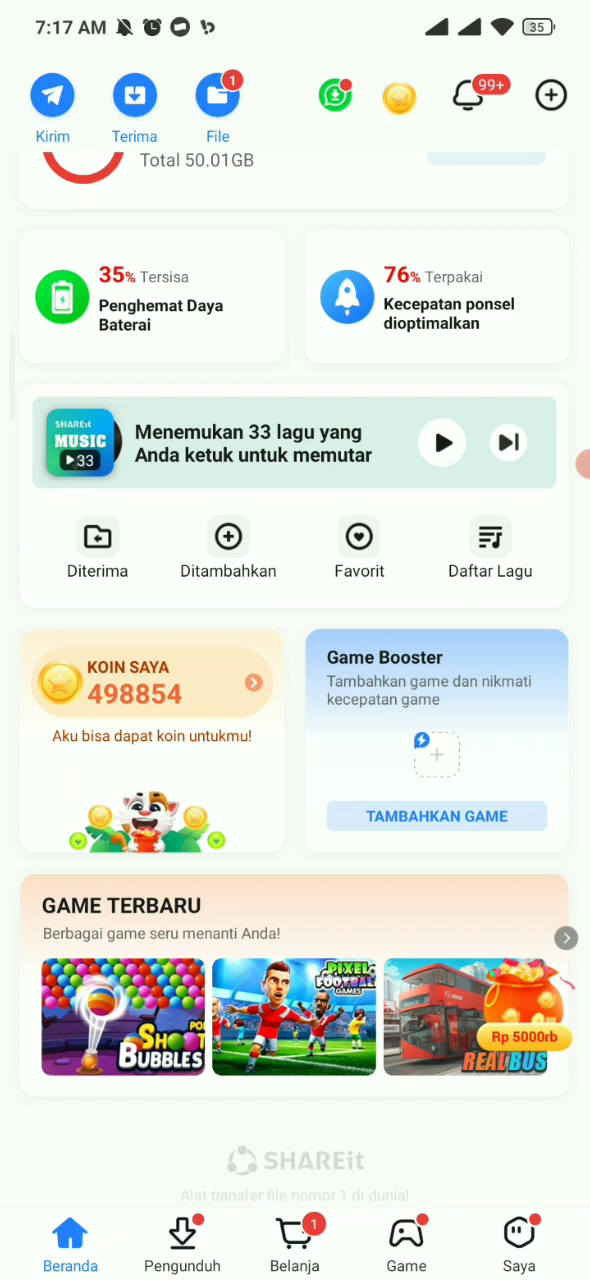 7:17 AM
35
1
99+
Kirim
Terima
File
Total 50.01GB
35% Tersisa
Penghemat Daya
Baterai
76% Terpakai
Kecepatan ponsel
dioptimalkan
SHAREit
MUSIC
33
Menemukan 33 lagu yang
Anda ketuk untuk memutar
Diterima
Ditambahkan
Favorit
Daftar Lagu
KOIN SAYA
498854
Aku bisa dapat koin untukmu!
Game Booster
Tambahkan game dan nikmati
kecepatan game
TAMBAHKAN GAME
GAME TERBARU
Berbagai game seru menanti Anda!
SHOOT
BUBBLES
PIXEL
FOOTBALL
GAMES
Rp 5000rb
REALBUS
SHAREit
Alat transfer file nomor 1 di dunia!
1
Beranda
Pengunduh
Belanja
Game
Saya